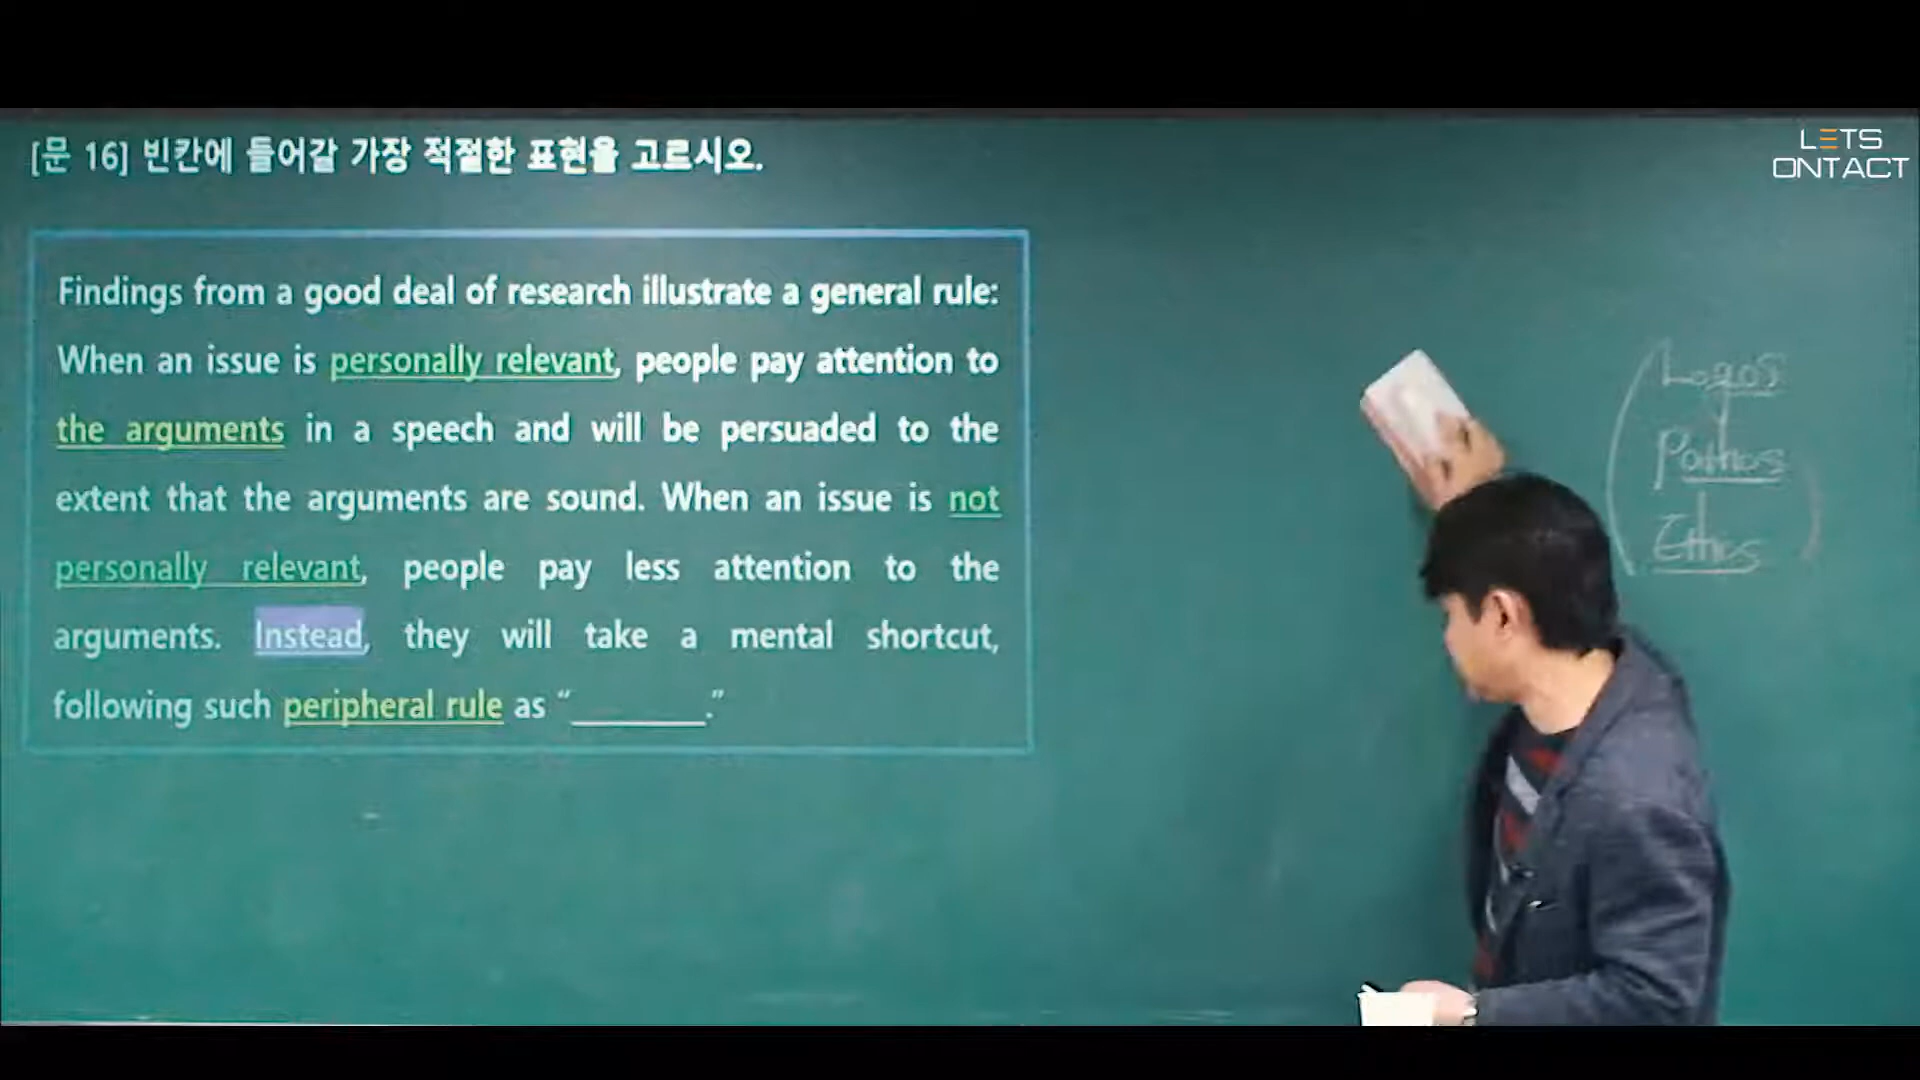 [문 16] 빈칸에 들어갈 가장 적절한 표현을 고르시오.
LETS
ONTACT
Findings from a good deal of research illustrate a general rule:
When an issue is personally relevant, people pay attention to
the arguments in a speech and will be persuaded to the
extent that the arguments are sound. When an issue is not
personally relevant, people pay less attention to the
arguments. Instead, they will take a mental shortcut,
following such peripheral rule as “________.”
Logos
Pathos
Ethos